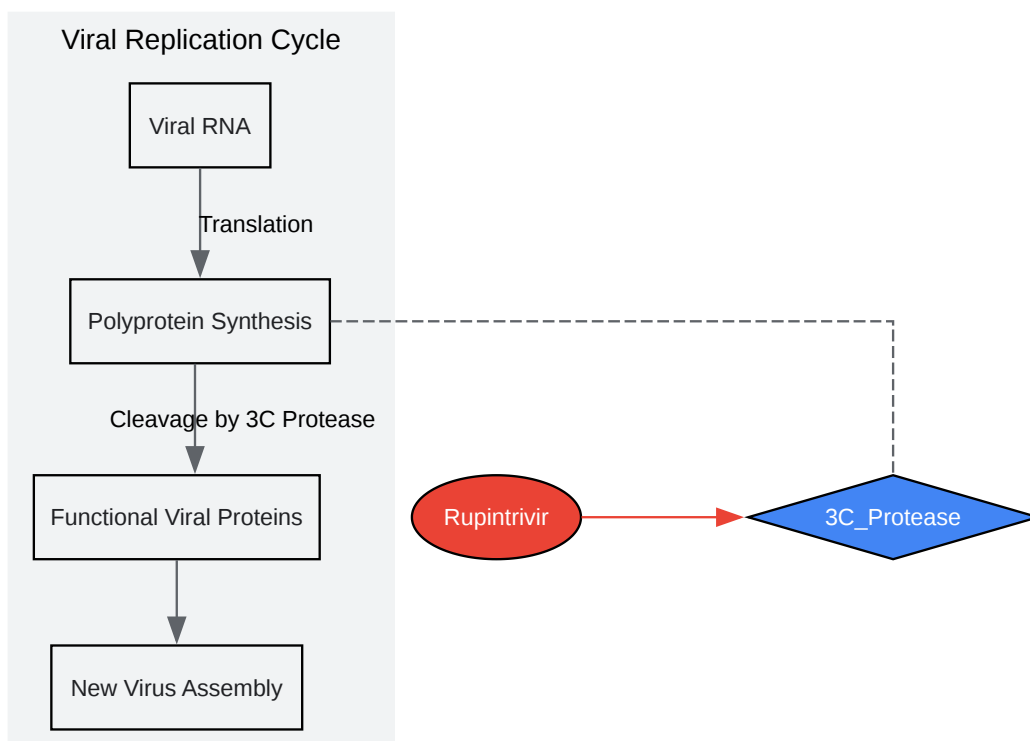 Viral Replication Cycle
Viral RNA
Translation
Polyprotein Synthesis
Cleavage by 3C Protease
Functional Viral Proteins
Rupintrivir
3C_Protease
New Virus Assembly